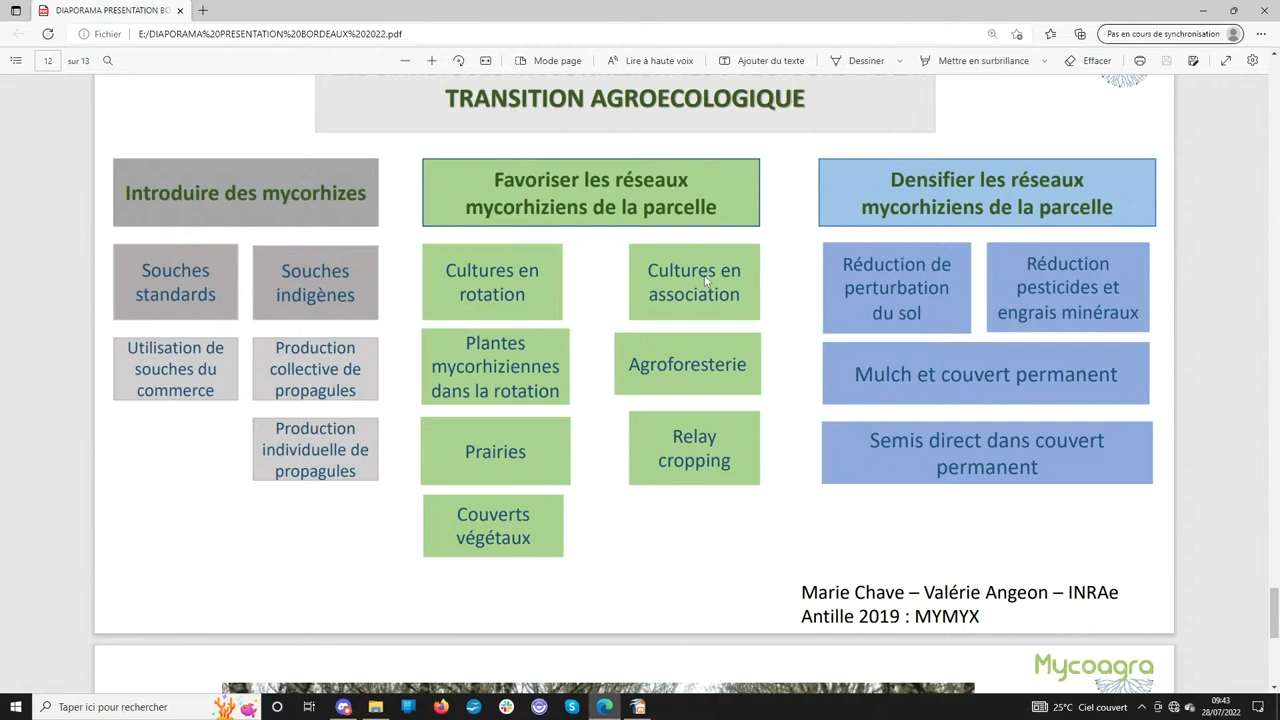 DIAPORAMA PRESENTATION BO
Fichier
E:/DIAPORAMA%20PRESENTATION%20BORDEAUX%202022.pdf
Pas en cours de synchronisation
12
sur 13
Mode page
Lire à haute voix
Ajouter du texte
Dessiner
Mettre en surbrillance
Effacer
TRANSITION AGROECOLOGIQUE
Introduire des mycorhizes
Souches
standards
Souches
indigènes
Utilisation de
souches du
commerce
Production
collective de
propagules
Production
individuelle de
propagules
Favoriser les réseaux
mycorhiziens de la parcelle
Cultures en
rotation
Cultures en
association
Plantes
mycorhiziennes
dans la rotation
Agroforesterie
Prairies
Relay
cropping
Couverts
végétaux
Densifier les réseaux
mycorhiziens de la parcelle
Réduction de
perturbation
du sol
Réduction
pesticides et
engrais minéraux
Mulch et couvert permanent
Semis direct dans couvert
permanent
Marie Chave – Valérie Angeon – INRAe
Antille 2019 : MYMYX
Mycoagra
Taper ici pour rechercher
25°C Ciel couvert
09:43
28/07/2022